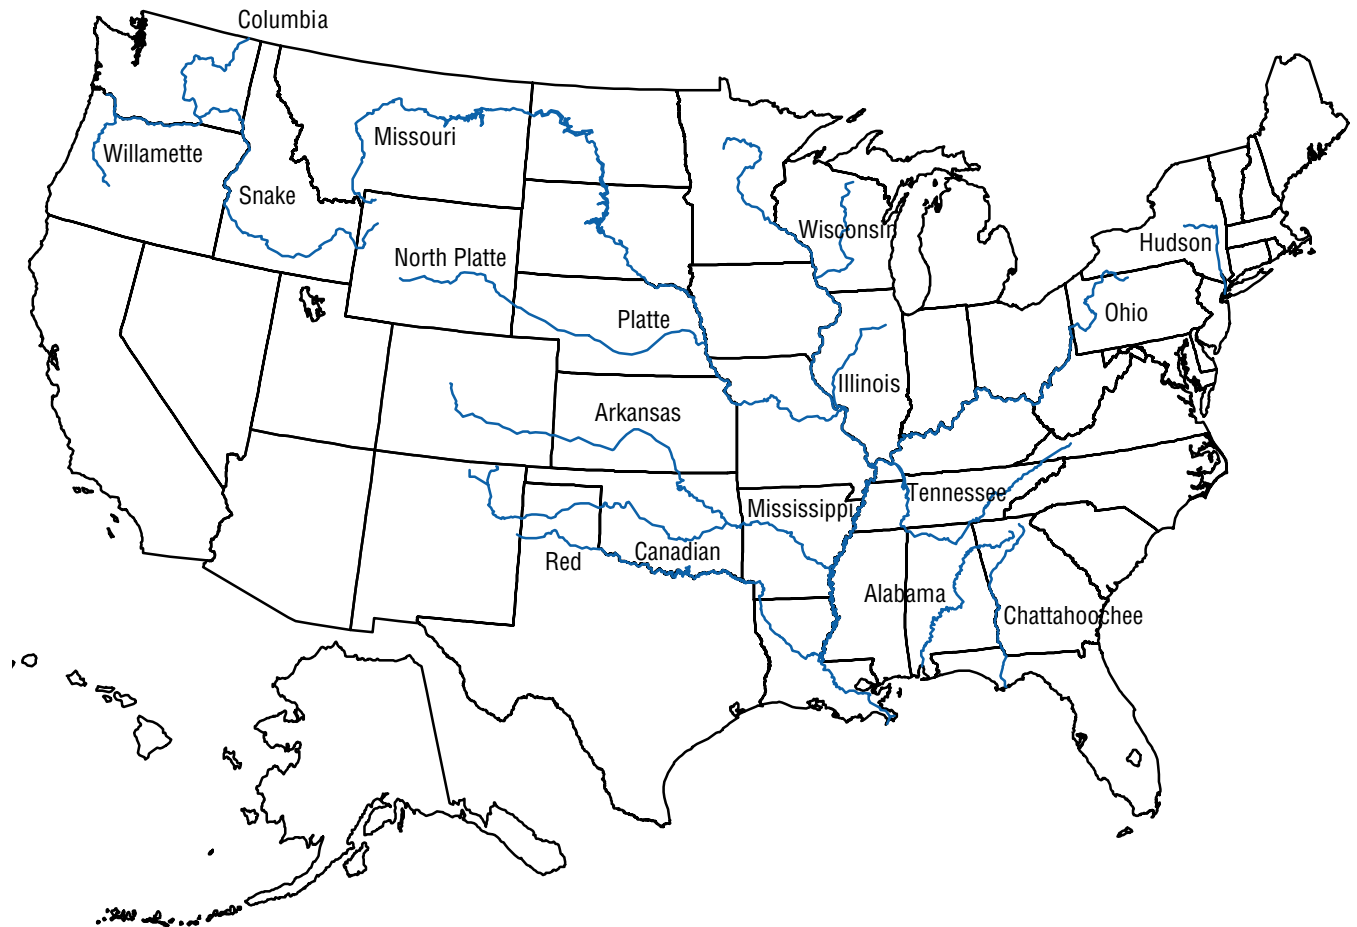 Columbia
Missouri
Willamette
Snake
Wisconsin
Hudson
North Platte
Platte
Ohio
Illinois
Arkansas
Tennessee
Mississippi
Canadian
Red
Alabama
Chattahoochee